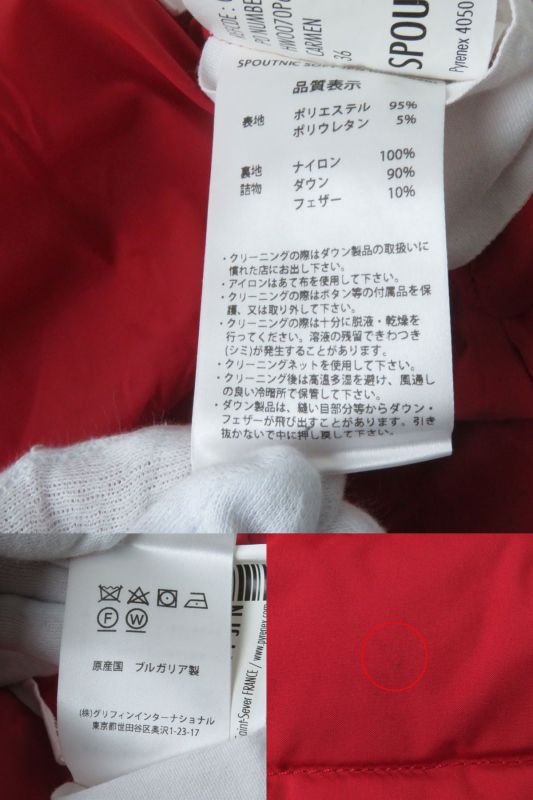 PO NUMBE
HW0070P
CARMEN
36
SPOU
Pyrenex 4050
品質表示
表地 ポリエステル 95%
ポリウレタン 5%
裏地 ナイロン 100%
詰物 ダウン 90%
フェザー 10%
・クリーニングの際はダウン製品の取扱いに
慣れた店にお出し下さい。
・アイロンはあて布を使用して下さい。
・クリーニングの際はボタン等の付属品を保
護、又は取り外して下さい。
・クリーニングの際は十分に脱液・乾燥を
行ってください。溶液の残留できわつき
(シミ)が発生することがあります。
・クリーニングネットを使用して下さい。
・クリーニング後は高温多湿を避け、風通し
の良い冷暗所で保管して下さい。
・ダウン製品は、縫い目部分等からダウン・
フェザーが飛び出すことがあります。引き
抜かないで中に押し戻して下さい。
F W
原産国 ブルガリア製
(株)グリフィンインターナショナル
東京都世田谷区奥沢1-23-17
aint-Sever FRANCE / www.pyrenex.com